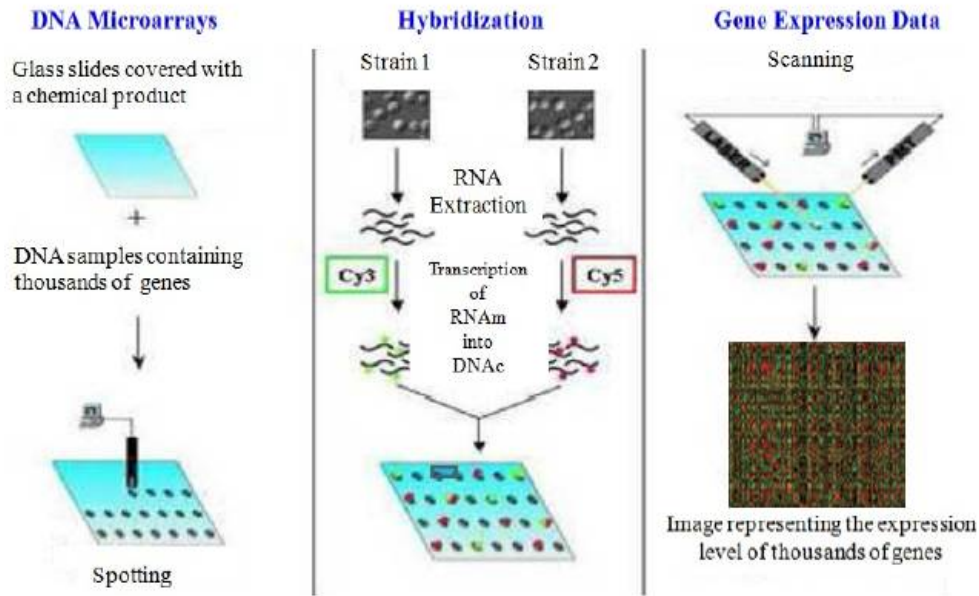 DNA Microarrays
Glass slides covered with
a chemical product
+
DNA samples containing
thousands of genes
Spotting
Hybridization
Strain 1
Strain 2
RNA
Extraction
Cy3
Transcription
of
RNAm
into
DNAc
Cy5
Gene Expression Data
Scanning
LASER
PMT
Image representing the expression
level of thousands of genes